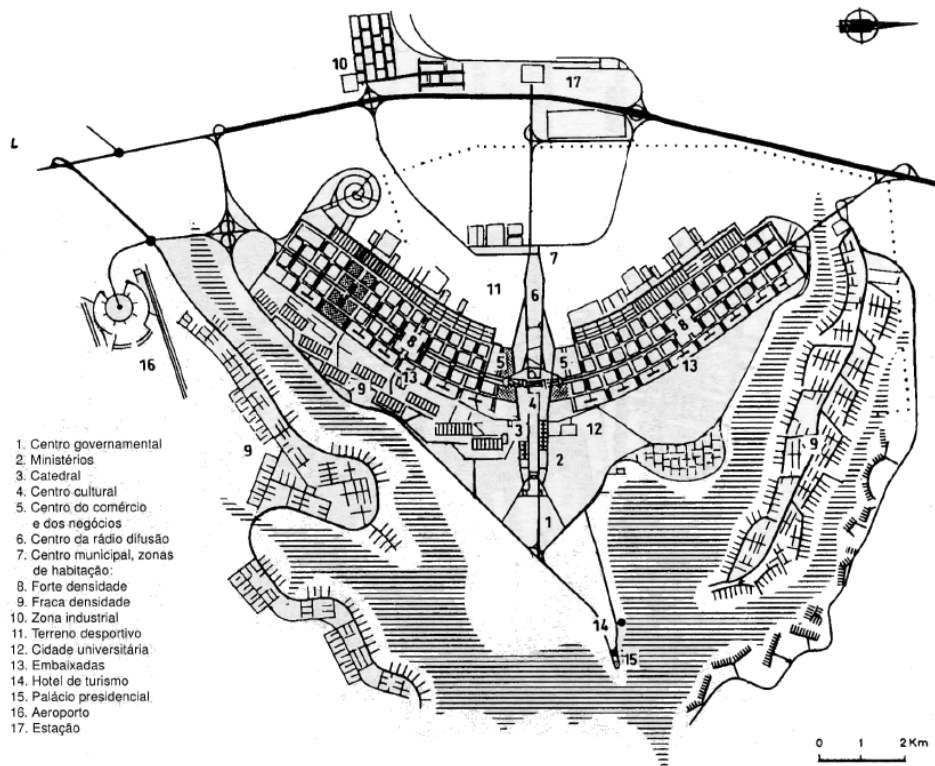 10
17
L
7
11
6
8
8
5
5
16
13
9
13
4
3
12
9
2
9
1
14
15
1. Centro governamental
2. Ministérios
3. Catedral
4. Centro cultural
5. Centro do comércio
e dos negócios
6. Centro da rádio difusão
7. Centro municipal, zonas
de habitação:
8. Forte densidade
9. Fraca densidade
10. Zona industrial
11. Terreno desportivo
12. Cidade universitária
13. Embaixadas
14. Hotel de turismo
15. Palácio presidencial
16. Aeroporto
17. Estação
0 1 2 Km